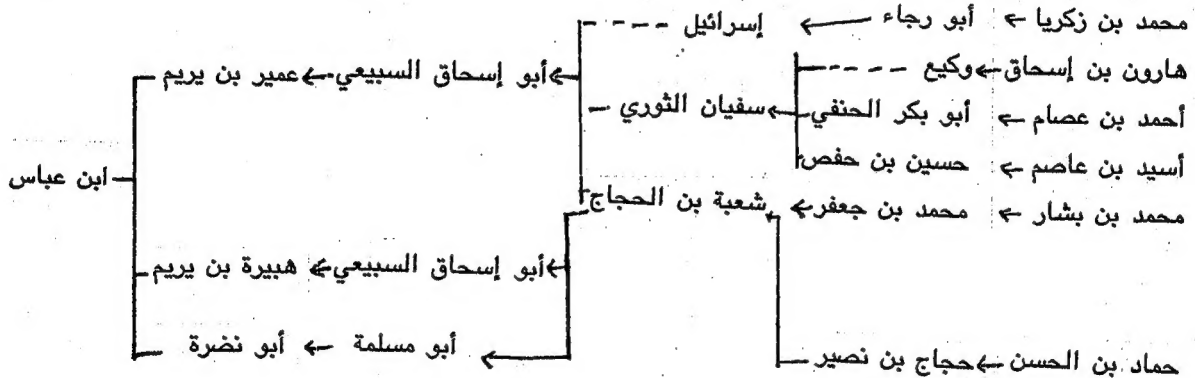 محمد بن زكريا أبو رجاء إسرائيل
هارون بن إسحاق وكيع
أبو إسحاق السبيعي عمير بن يريم
أحمد بن عصام أبو بكر الحنفي سفيان الثوري
أسيد بن عاصم حسين بن حفص
ابن عباس
محمد بن بشار محمد بن جعفر شعبة بن الحجاج
أبو إسحاق السبيعي هبيرة بن يريم
أبو مسلمة أبو نضرة
حماد بن الحسن حجاج بن نصير